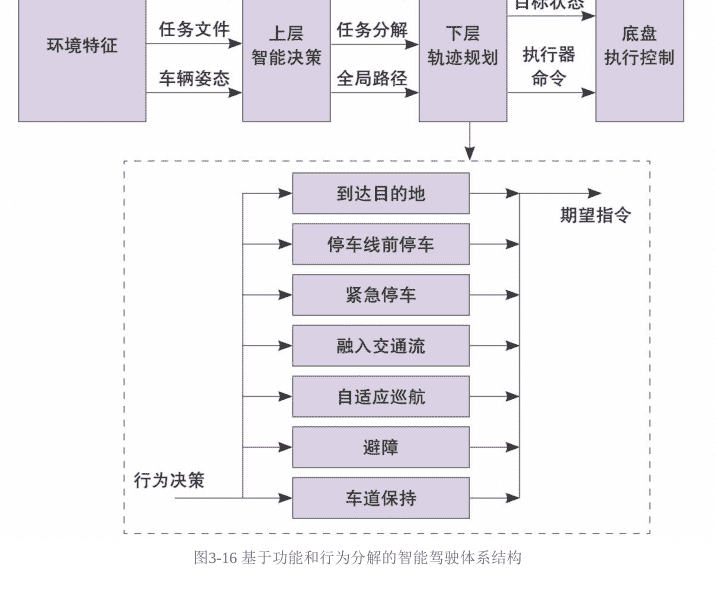 目标状态
环境特征
任务文件
上层
智能决策
任务分解
下层
轨迹规划
执行器
命令
底盘
执行控制
车辆姿态
全局路径
到达目的地
期望指令
停车线前停车
紧急停车
融入交通流
自适应巡航
避障
行为决策
车道保持
图3-16 基于功能和行为分解的智能驾驶体系结构